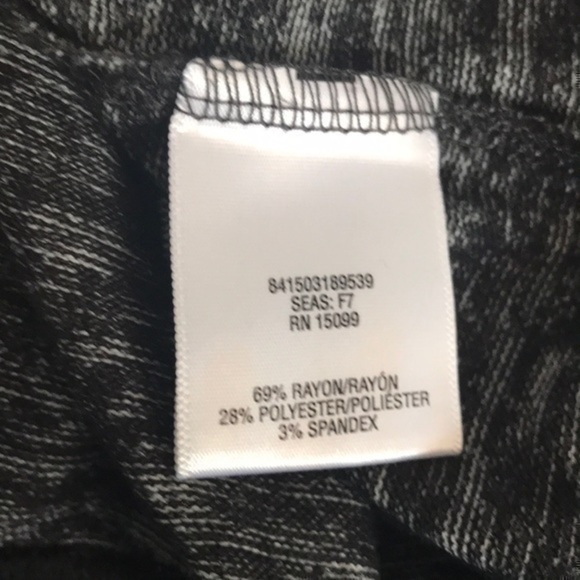 841503189539
SEAS: F7
RN 15099
69% RAYON/RAYÓN
28% POLYESTER/POLIÉSTER
3% SPANDEX